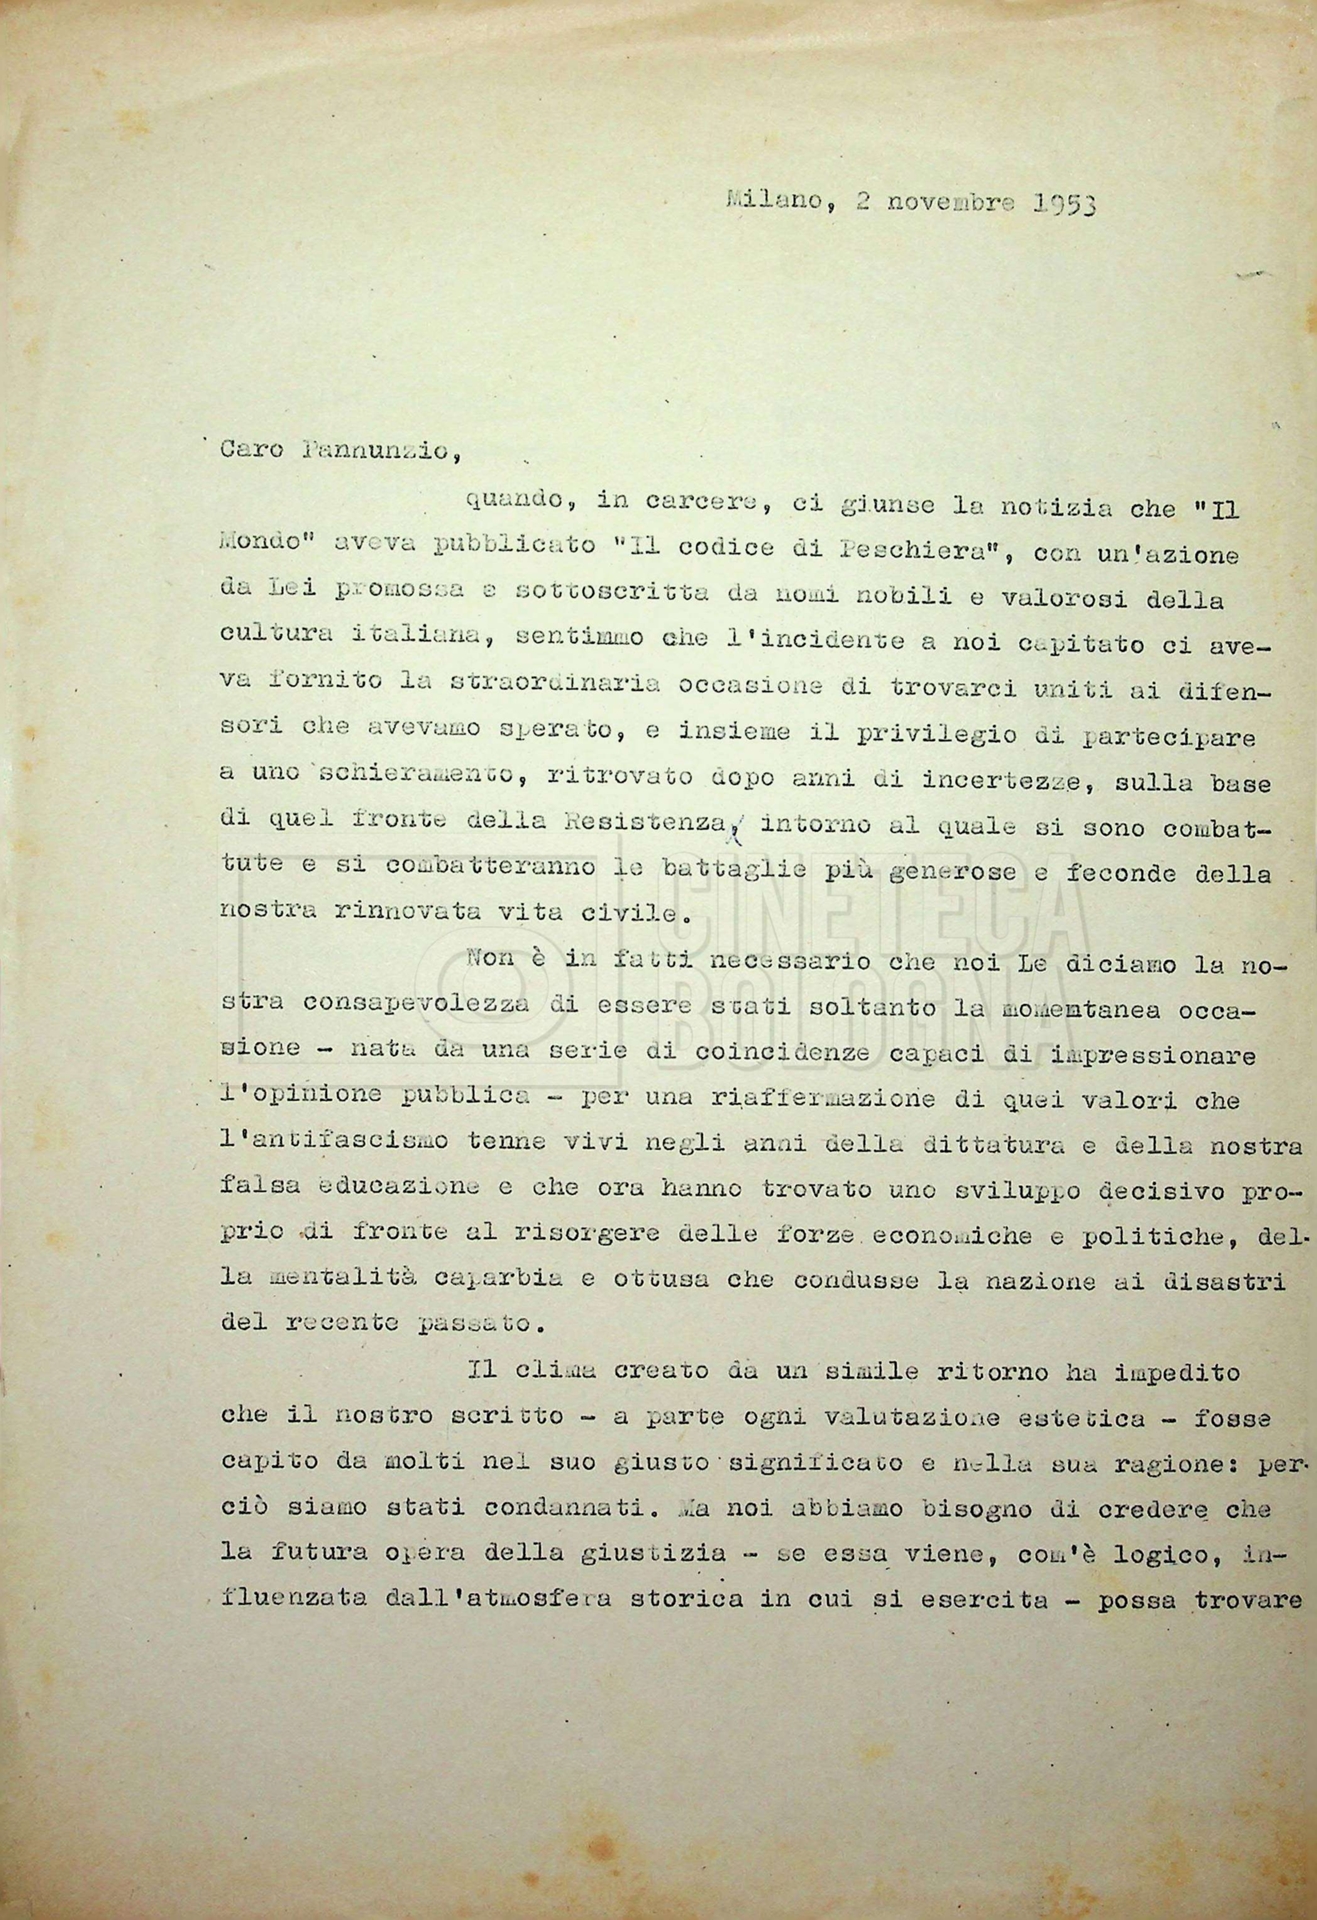 Milano, 2 novembre 1953
Caro Pannunzio,
quando, in carcere, ci giunse la notizia che "Il
Mondo" aveva pubblicato "Il codice di Peschiera", con un'azione
da Lei promossa e sottoscritta da nomi nobili e valorosi della
cultura italiana, sentimmo che l'incidente a noi capitato ci ave-
va fornito la straordinaria occasione di trovarci uniti ai difen-
sori che avevamo sperato, e insieme il privilegio di partecipare
a uno schieramento, ritrovato dopo anni di incertezze, sulla base
di quel fronte della Resistenza, intorno al quale si sono combat-
tute e si combatteranno le battaglie più generose e feconde della
nostra rinnovata vita civile.
Non è in fatti necessario che noi Le diciamo la no-
stra consapevolezza di essere stati soltanto la momentanea occa-
sione - nata da una serie di coincidenze capaci di impressionare
l'opinione pubblica - per una riaffermazione di quei valori che
l'antifascismo tenne vivi negli anni della dittatura e della nostra
falsa educazione e che ora hanno trovato uno sviluppo decisivo pro-
prio di fronte al risorgere delle forze economiche e politiche, del-
la mentalità caparbia e ottusa che condusse la nazione ai disastri
del recente passato.
Il clima creato da un simile ritorno ha impedito
che il nostro scritto - a parte ogni valutazione estetica - fosse
capito da molti nel suo giusto significato e nella sua ragione: per-
ciò siamo stati condannati. Ma noi abbiamo bisogno di credere che
la futura opera della giustizia - se essa viene, com'è logico, in-
fluenzata dall'atmosfera storica in cui si esercita - possa trovare
CINETECA
BOLOGNA